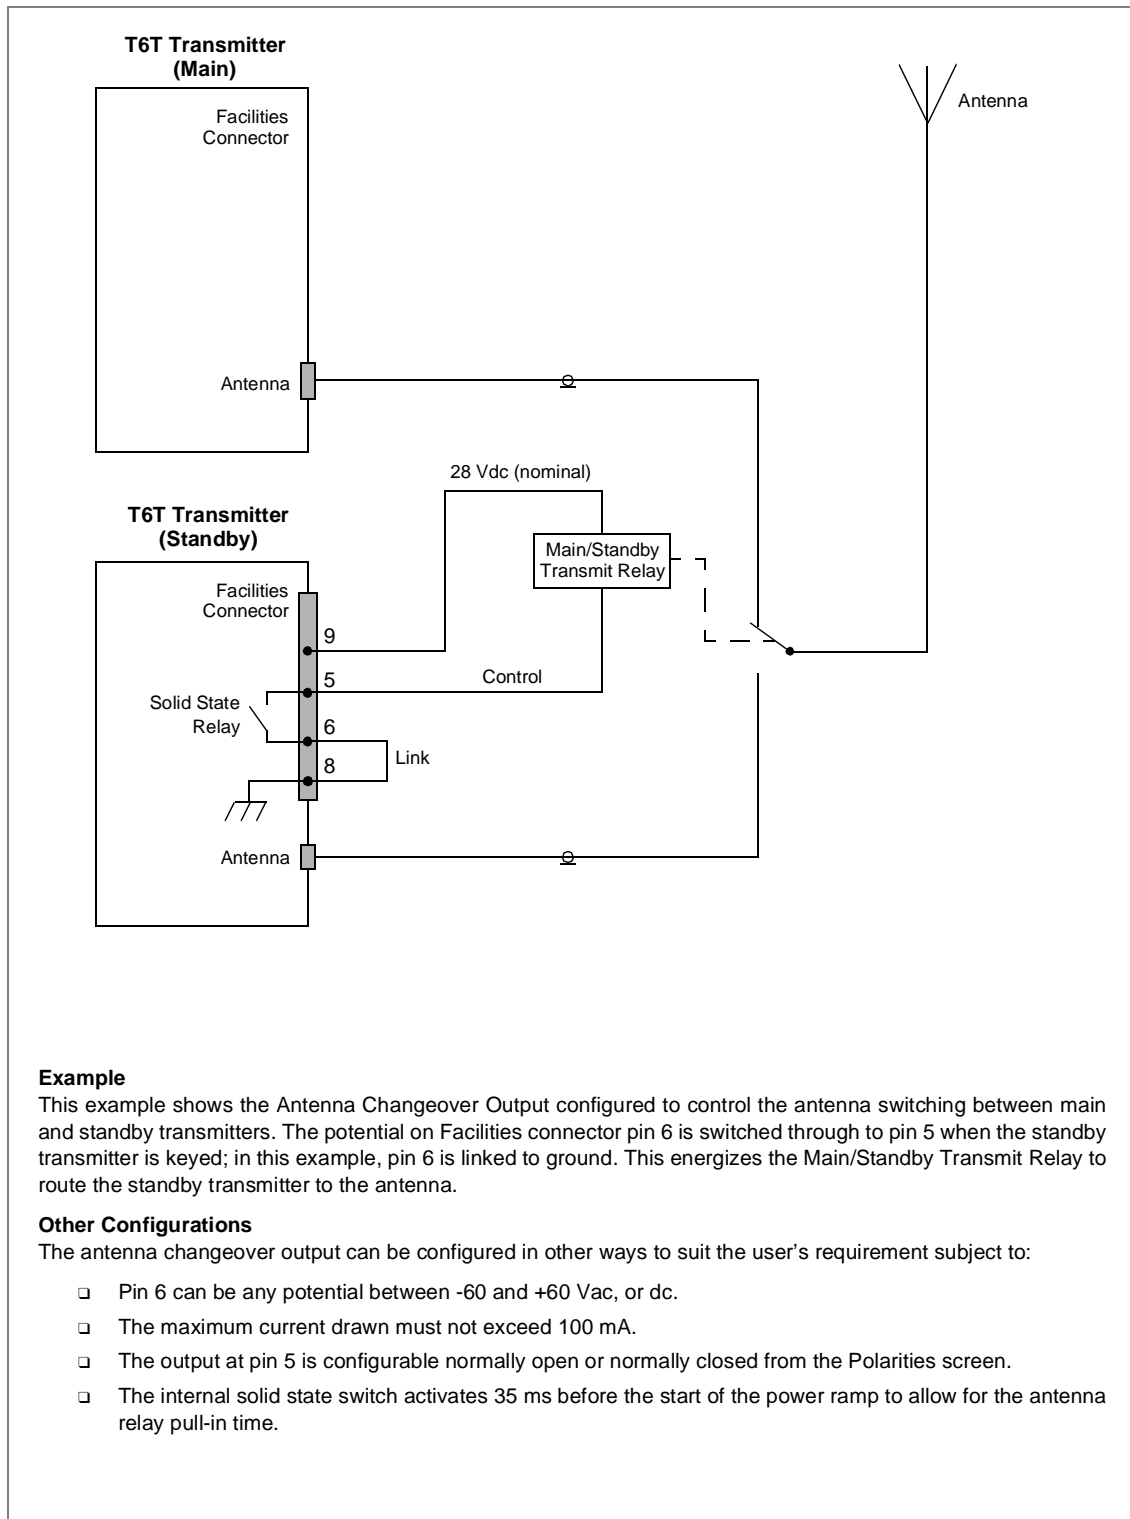 T6T Transmitter
(Main)
Facilities
Connector
Antenna
Antenna
28 Vdc (nominal)
T6T Transmitter
(Standby)
Main/Standby
Transmit Relay
Facilities
Connector
9
5
Control
Solid State
Relay
6
Link
8
Antenna
Example
This example shows the Antenna Changeover Output configured to control the antenna switching between main
and standby transmitters. The potential on Facilities connector pin 6 is switched through to pin 5 when the standby
transmitter is keyed; in this example, pin 6 is linked to ground. This energizes the Main/Standby Transmit Relay to
route the standby transmitter to the antenna.
Other Configurations
The antenna changeover output can be configured in other ways to suit the user's requirement subject to:
❑ Pin 6 can be any potential between -60 and +60 Vac, or dc.
❑ The maximum current drawn must not exceed 100 mA.
❑ The output at pin 5 is configurable normally open or normally closed from the Polarities screen.
❑ The internal solid state switch activates 35 ms before the start of the power ramp to allow for the antenna
relay pull-in time.